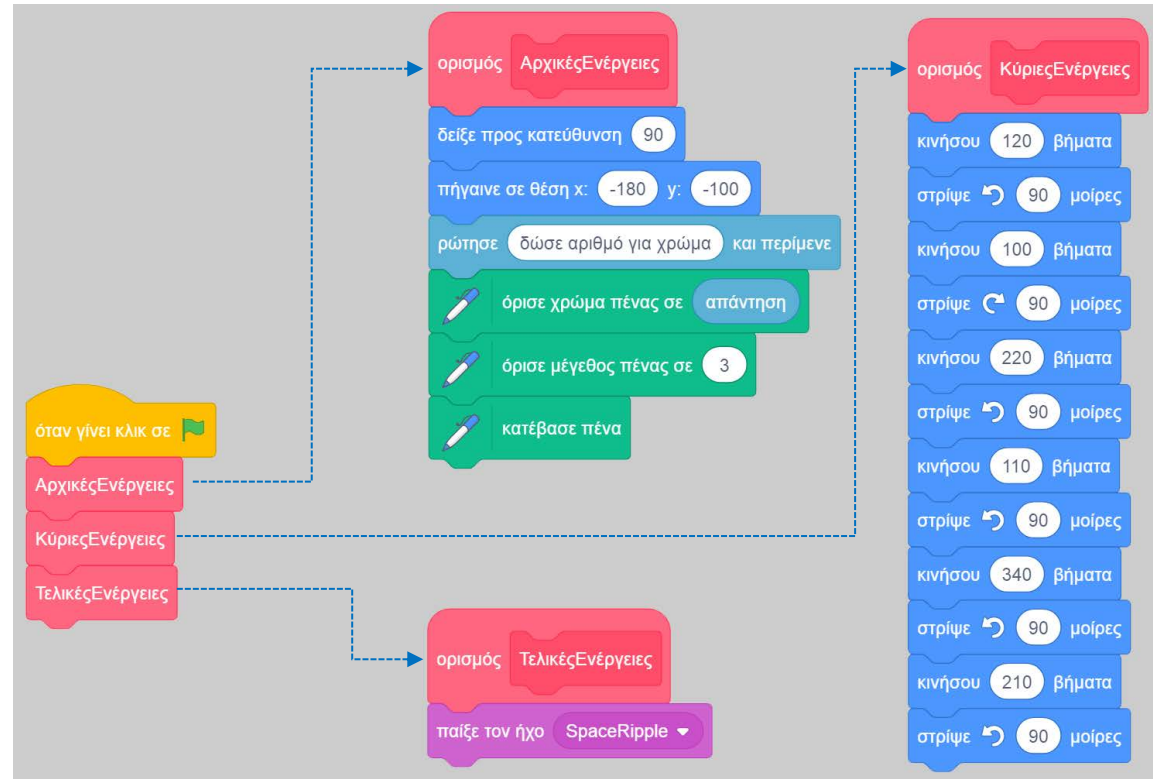 όταν γίνει κλικ σε
ΑρχικέςΕνέργειες
ΚύριεςΕνέργειες
ΤελικέςΕνέργειες
ορισμός ΑρχικέςΕνέργειες
δείξε προς κατεύθυνση 90
πήγαινε σε θέση x: -180 y: -100
ρώτησε δώσε αριθμό για χρώμα και περίμενε
όρισε χρώμα πένας σε απάντηση
όρισε μέγεθος πένας σε 3
κατέβασε πένα
ορισμός ΤελικέςΕνέργειες
παίξε τον ήχο SpaceRipple
ορισμός ΚύριεςΕνέργειες
κινήσου 120 βήματα
στρίψε 90 μοίρες
κινήσου 100 βήματα
στρίψε 90 μοίρες
κινήσου 220 βήματα
στρίψε 90 μοίρες
κινήσου 110 βήματα
στρίψε 90 μοίρες
κινήσου 340 βήματα
στρίψε 90 μοίρες
κινήσου 210 βήματα
στρίψε 90 μοίρες